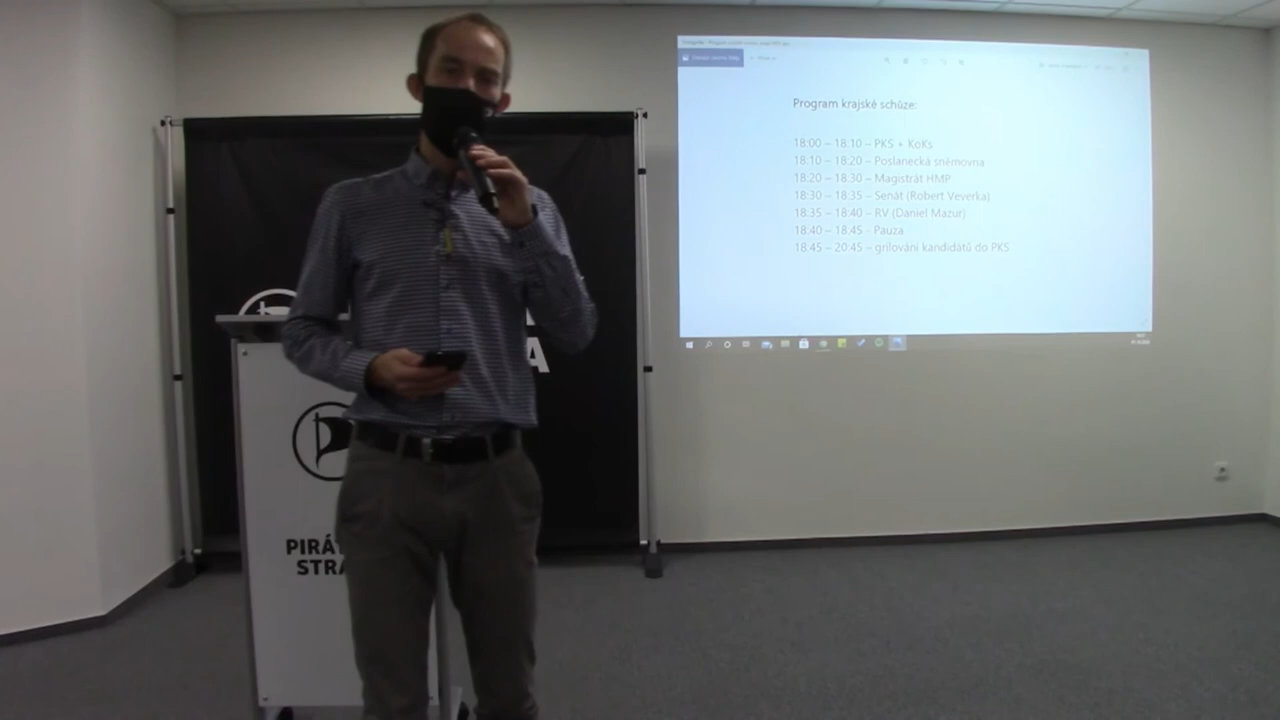 Program krajské schůze:
18:00 – 18:10 – PKS + KoKs
18:10 – 18:20 – Poslanecká sněmovna
18:20 – 18:30 – Magistrát HMP
18:30 – 18:35 – Senát (Robert Veverka)
18:35 – 18:40 – RV (Daniel Mazur)
18:40 – 18:45 - Pauza
18:45 – 20:45 – grilování kandidátů do PKS
PIRÁ
STRA
A